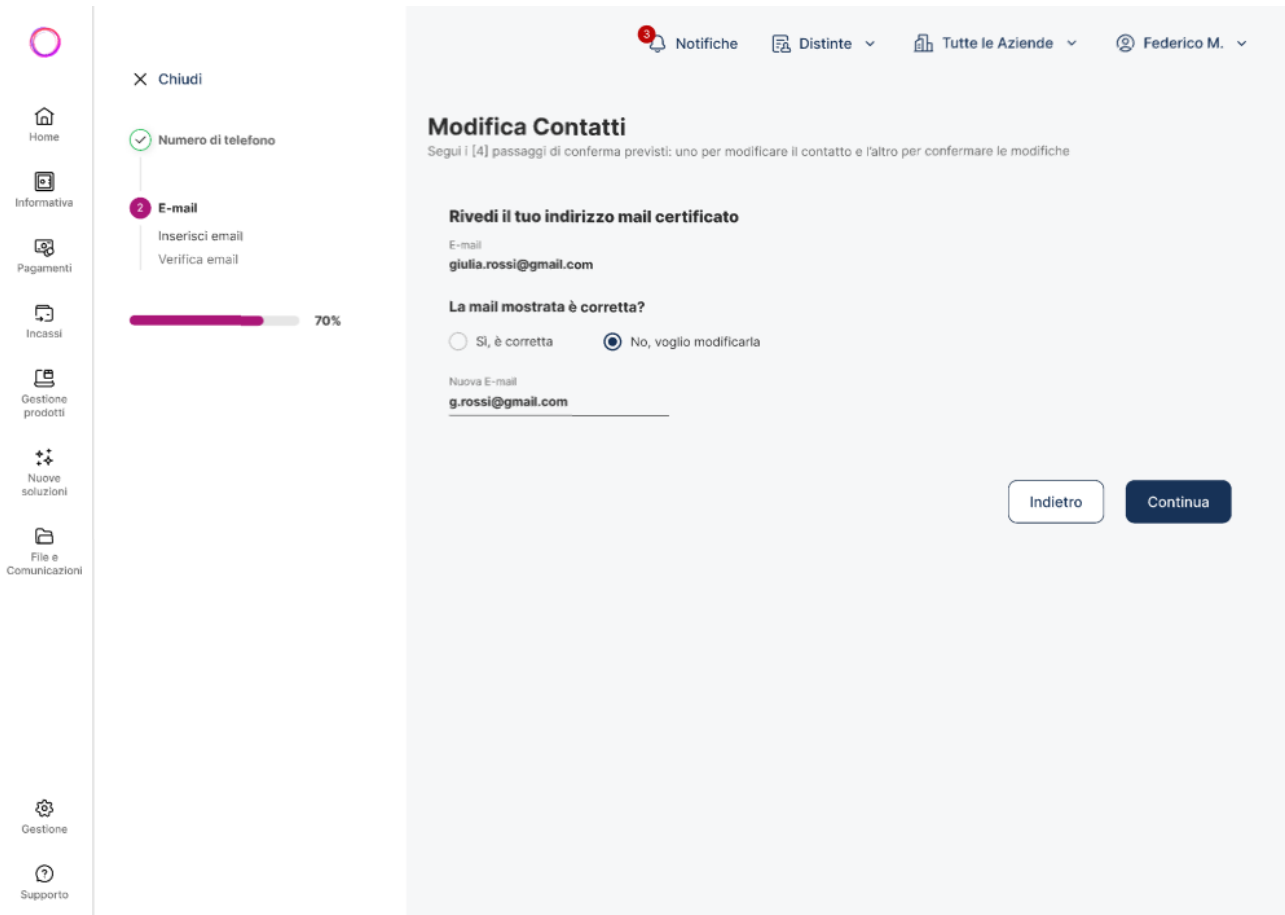 3
Notifiche
Distinte
Tutte le Aziende
Federico M.
Home
Informativa
Pagamenti
Incassi
Gestione
prodotti
Nuove
soluzioni
File e
Comunicazioni
Gestione
Supporto
Chiudi
Numero di telefono
2 E-mail
Inserisci email
Verifica email
70%
Modifica Contatti
Segui i [4] passaggi di conferma previsti: uno per modificare il contatto e l'altro per confermare le modifiche
Rivedi il tuo indirizzo mail certificato
E-mail
giulia.rossi@gmail.com
La mail mostrata è corretta?
Sì, è corretta
No, voglio modificarla
Nuova E-mail
g.rossi@gmail.com
Indietro
Continua